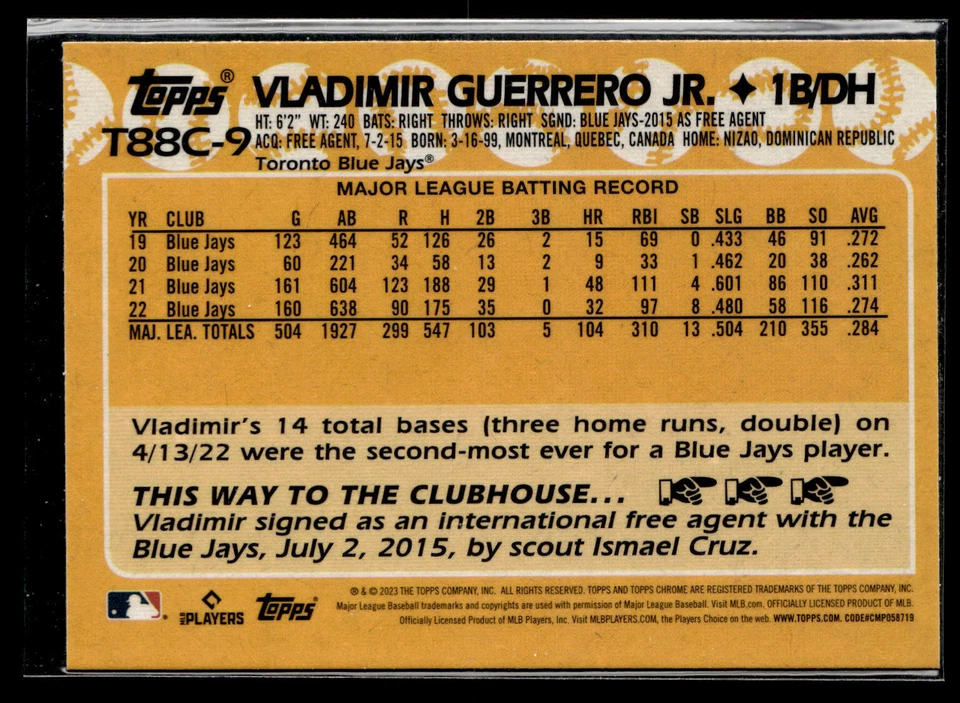 Topps® VLADIMIR GUERRERO JR. ✦ 1B/DH
T88C-9
HT: 6'2" WT: 240 BATS: RIGHT THROWS: RIGHT SGND: BLUE JAYS-2015 AS FREE AGENT
ACQ: FREE AGENT, 7-2-15 BORN: 3-16-99, MONTREAL, QUEBEC, CANADA HOME: NIZAO, DOMINICAN REPUBLIC
Toronto Blue Jays®
MAJOR LEAGUE BATTING RECORD
YR CLUB G AB R H 2B 3B HR RBI SB SLG BB SO AVG
19 Blue Jays 123 464 52 126 26 2 15 69 0 .433 46 91 .272
20 Blue Jays 60 221 34 58 13 2 9 33 1 .462 20 38 .262
21 Blue Jays 161 604 123 188 29 1 48 111 4 .601 86 110 .311
22 Blue Jays 160 638 90 175 35 0 32 97 8 .480 58 116 .274
MAJ. LEA. TOTALS 504 1927 299 547 103 5 104 310 13 .504 210 355 .284
Vladimir's 14 total bases (three home runs, double) on
4/13/22 were the second-most ever for a Blue Jays player.
THIS WAY TO THE CLUBHOUSE...
Vladimir signed as an international free agent with the
Blue Jays, July 2, 2015, by scout Ismael Cruz.
MLB PLAYERS Topps®
® & © 2023 THE TOPPS COMPANY, INC. ALL RIGHTS RESERVED. TOPPS AND TOPPS CHROME ARE REGISTERED TRADEMARKS OF THE TOPPS COMPANY, INC.
Major League Baseball trademarks and copyrights are used with permission of Major League Baseball. Visit MLB.com. OFFICIALLY LICENSED PRODUCT OF MLB.
Officially Licensed Product of MLB Players, Inc. Visit MLBPLAYERS.COM, the Players Choice on the web. WWW.TOPPS.COM. CODE#CMP058719